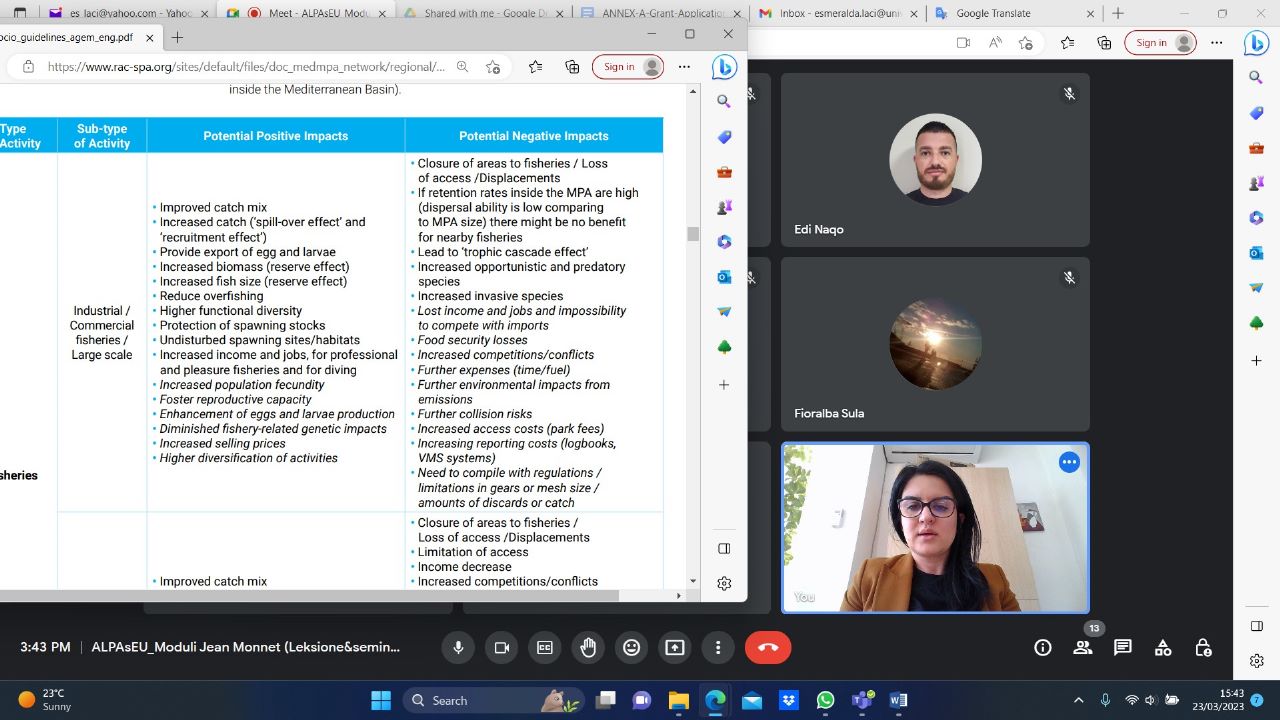 es_laci@yahoo.com - Yahoo
Meet - ALPAsEU_Modu
Shared with me - Google D
ANNEX-A-Grant-Applicatio
Inbox - esmeralda.laci@uni
Google Translate
ocio_guidelines_agem_eng.pdf
https://www.rac-spa.org/sites/default/files/doc_medmpa_network/regional/...
Sign in
Sign in
inside the Mediterranean Basin).
Type
Activity
Sub-type
of Activity
Potential Positive Impacts
Potential Negative Impacts
sheries
Industrial /
Commercial
fisheries /
Large scale
• Improved catch mix
• Increased catch (‘spill-over effect’ and
‘recruitment effect’)
• Provide export of egg and larvae
• Increased biomass (reserve effect)
• Increased fish size (reserve effect)
• Reduce overfishing
• Higher functional diversity
• Protection of spawning stocks
• Undisturbed spawning sites/habitats
• Increased income and jobs, for professional
and pleasure fisheries and for diving
• Increased population fecundity
• Foster reproductive capacity
• Enhancement of eggs and larvae production
• Diminished fishery-related genetic impacts
• Increased selling prices
• Higher diversification of activities
• Closure of areas to fisheries / Loss
of access /Displacements
• If retention rates inside the MPA are high
(dispersal ability is low comparing
to MPA size) there might be no benefit
for nearby fisheries
• Lead to ‘trophic cascade effect’
• Increased opportunistic and predatory
species
• Increased invasive species
• Lost income and jobs and impossibility
to compete with imports
• Food security losses
• Increased competitions/conflicts
• Further expenses (time/fuel)
• Further environmental impacts from
emissions
• Further collision risks
• Increased access costs (park fees)
• Increasing reporting costs (logbooks,
VMS systems)
• Need to compile with regulations /
limitations in gears or mesh size /
amounts of discards or catch
• Improved catch mix
• Closure of areas to fisheries /
Loss of access /Displacements
• Limitation of access
• Income decrease
• Increased competitions/conflicts
Edi Naqo
Fioralba Sula
You
3:43 PM | ALPAsEU_Moduli Jean Monnet (Leksione&semin...
13
23°C
Sunny
Search
15:43
23/03/2023
7